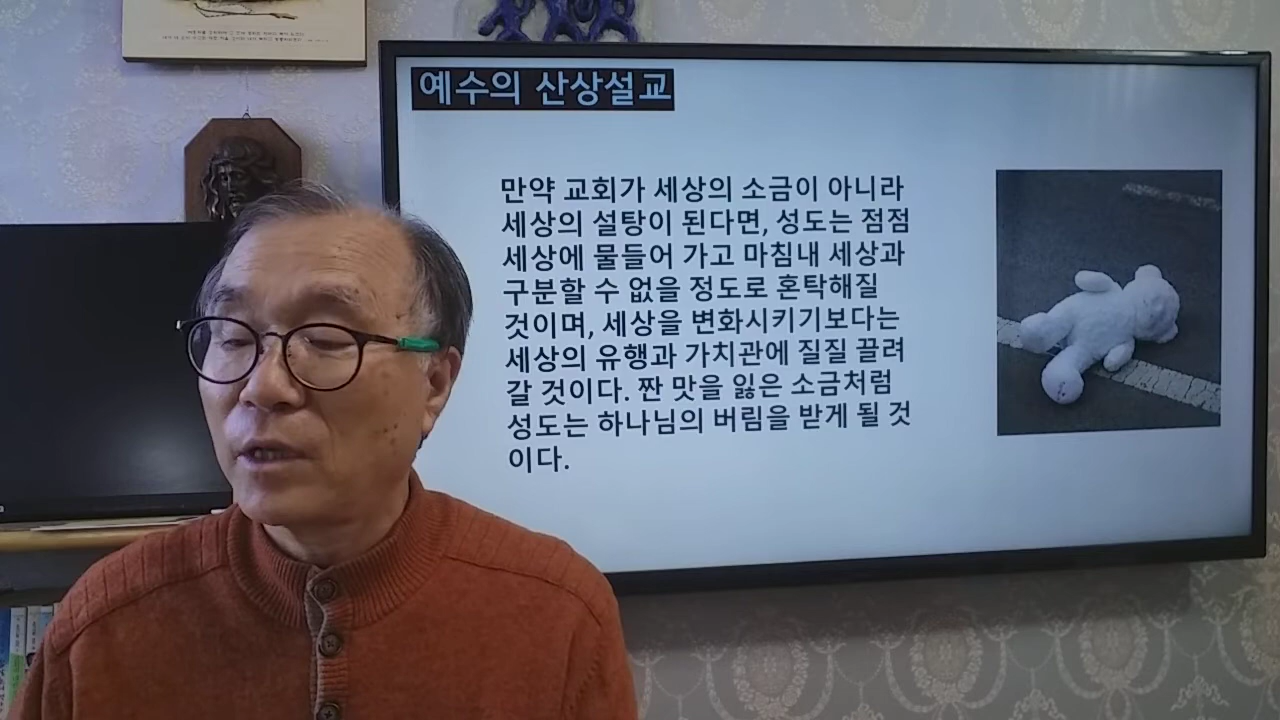 예수의 산상설교
만약 교회가 세상의 소금이 아니라
세상의 설탕이 된다면, 성도는 점점
세상에 물들어 가고 마침내 세상과
구분할 수 없을 정도로 혼탁해질
것이며, 세상을 변화시키기보다는
세상의 유행과 가치관에 질질 끌려
갈 것이다. 짠 맛을 잃은 소금처럼
성도는 하나님의 버림을 받게 될 것
이다.